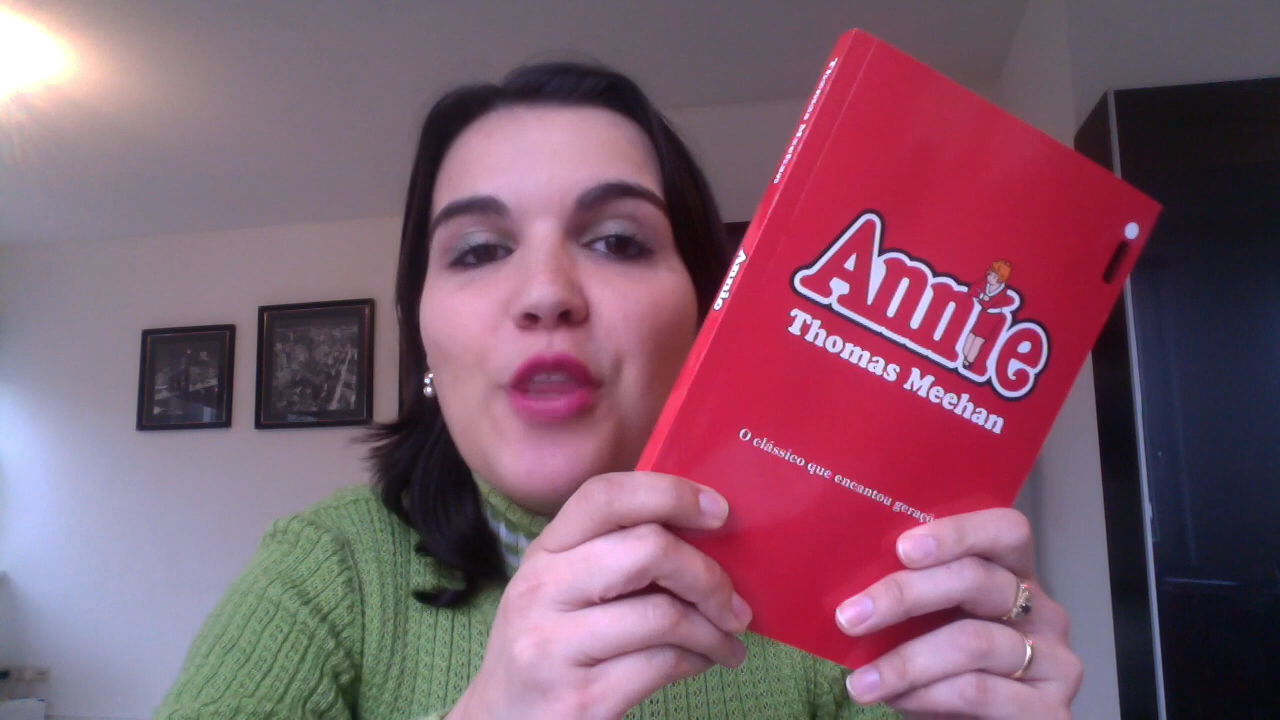 Thomas Meehan
Annie
Annie
Thomas Meehan
O clássico que encantou
i